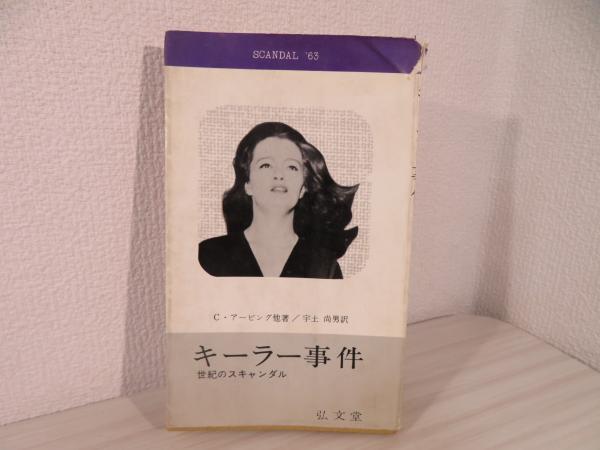 SCANDAL '63
C・アービング他著／宇土 尚男訳
キーラー事件
世紀のスキャンダル
弘文堂